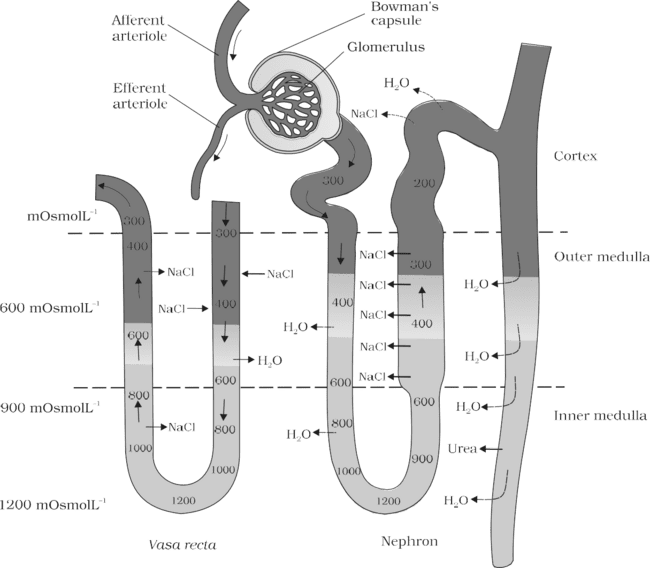 Afferent
arteriole
Bowman's
capsule
Glomerulus
Efferent
arteriole
H₂O
NaCl
Cortex
300
200
mOsmolL⁻¹
300
400
300
300
Outer medulla
NaCl
NaCl
NaCl
NaCl
H₂O
600 mOsmolL⁻¹
NaCl
400
400
NaCl
400
H₂O
600
H₂O
NaCl
H₂O
600
600
NaCl
800
600
900 mOsmolL⁻¹
H₂O
Inner medulla
NaCl
800
H₂O
800
1000
1000
900
Urea
1000
1200 mOsmolL⁻¹
1200
1200
H₂O
Vasa recta
Nephron